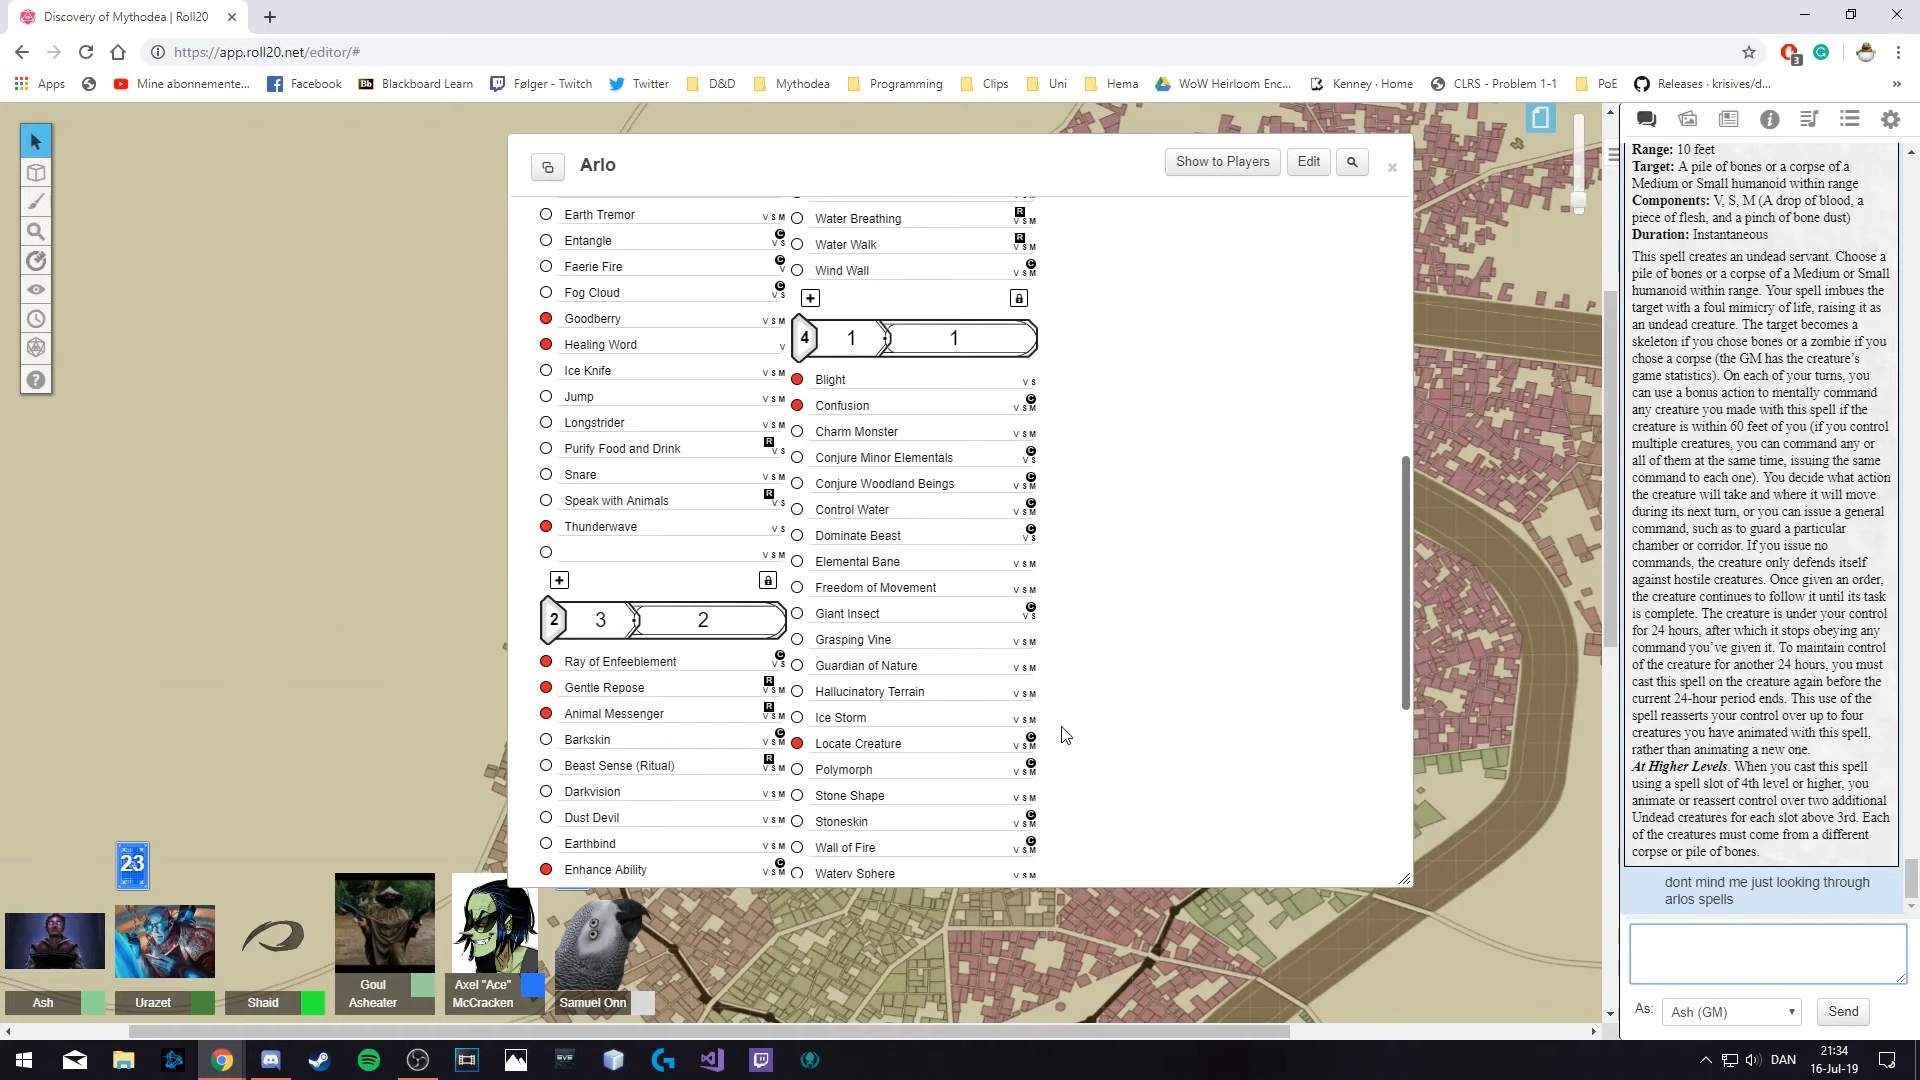 Discovery of Mythodea | Roll20
https://app.roll20.net/editor/#
3
Apps
Mine abonnemente...
Facebook
Bb
Blackboard Learn
Følger - Twitch
Twitter
D&D
Mythodea
Programming
Clips
Uni
Hema
WoW Heirloom Enc...
Kenney · Home
CLRS - Problem 1-1
PoE
Releases · krisives/d...
»
Arlo
Show to Players
Edit
Earth Tremor V S M
Entangle C V S
Faerie Fire C V
Fog Cloud C V S
Goodberry V S M
Healing Word V
Ice Knife V S M
Jump V S M
Longstrider V S M
Purify Food and Drink R V S
Snare V S M
Speak with Animals R V S
Thunderwave V S
V S M
2 3 2
Ray of Enfeeblement C V S
Gentle Repose R V S M
Animal Messenger R V S M
Barkskin C V S M
Beast Sense (Ritual) R V S M
Darkvision V S M
Dust Devil V S M
Earthbind V S M
Enhance Ability C V S M
Water Breathing R V S M
Water Walk R V S M
Wind Wall C V S M
4 1 1
Blight V S
Confusion C V S M
Charm Monster V S M
Conjure Minor Elementals C V S
Conjure Woodland Beings C V S M
Control Water C V S M
Dominate Beast C V S
Elemental Bane V S M
Freedom of Movement V S M
Giant Insect C V S
Grasping Vine V S M
Guardian of Nature V S M
Hallucinatory Terrain V S M
Ice Storm V S M
Locate Creature C V S M
Polymorph C V S M
Stone Shape V S M
Stoneskin C V S M
Wall of Fire C V S M
Watery Sphere V S M
Range: 10 feet
Target: A pile of bones or a corpse of a
Medium or Small humanoid within range
Components: V, S, M (A drop of blood, a
piece of flesh, and a pinch of bone dust)
Duration: Instantaneous
This spell creates an undead servant. Choose a
pile of bones or a corpse of a Medium or Small
humanoid within range. Your spell imbues the
target with a foul mimicry of life, raising it as
an undead creature. The target becomes a
skeleton if you chose bones or a zombie if you
chose a corpse (the GM has the creature's
game statistics). On each of your turns, you
can use a bonus action to mentally command
any creature you made with this spell if the
creature is within 60 feet of you (if you control
multiple creatures, you can command any or
all of them at the same time, issuing the same
command to each one). You decide what action
the creature will take and where it will move
during its next turn, or you can issue a general
command, such as to guard a particular
chamber or corridor. If you issue no
commands, the creature only defends itself
against hostile creatures. Once given an order,
the creature continues to follow it until its task
is complete. The creature is under your control
for 24 hours, after which it stops obeying any
command you've given it. To maintain control
of the creature for another 24 hours, you must
cast this spell on the creature again before the
current 24-hour period ends. This use of the
spell reasserts your control over up to four
creatures you have animated with this spell,
rather than animating a new one.
At Higher Levels. When you cast this spell
using a spell slot of 4th level or higher, you
animate or reassert control over two additional
Undead creatures for each slot above 3rd. Each
of the creatures must come from a different
corpse or pile of bones.
dont mind me just looking through
arlos spells
As: Ash (GM)
Send
23
Ash
Urazet
Shaid
Goul
Asheater
Axel "Ace"
McCracken
Samuel Onn
EVE
DAN
21:34
16-Jul-19